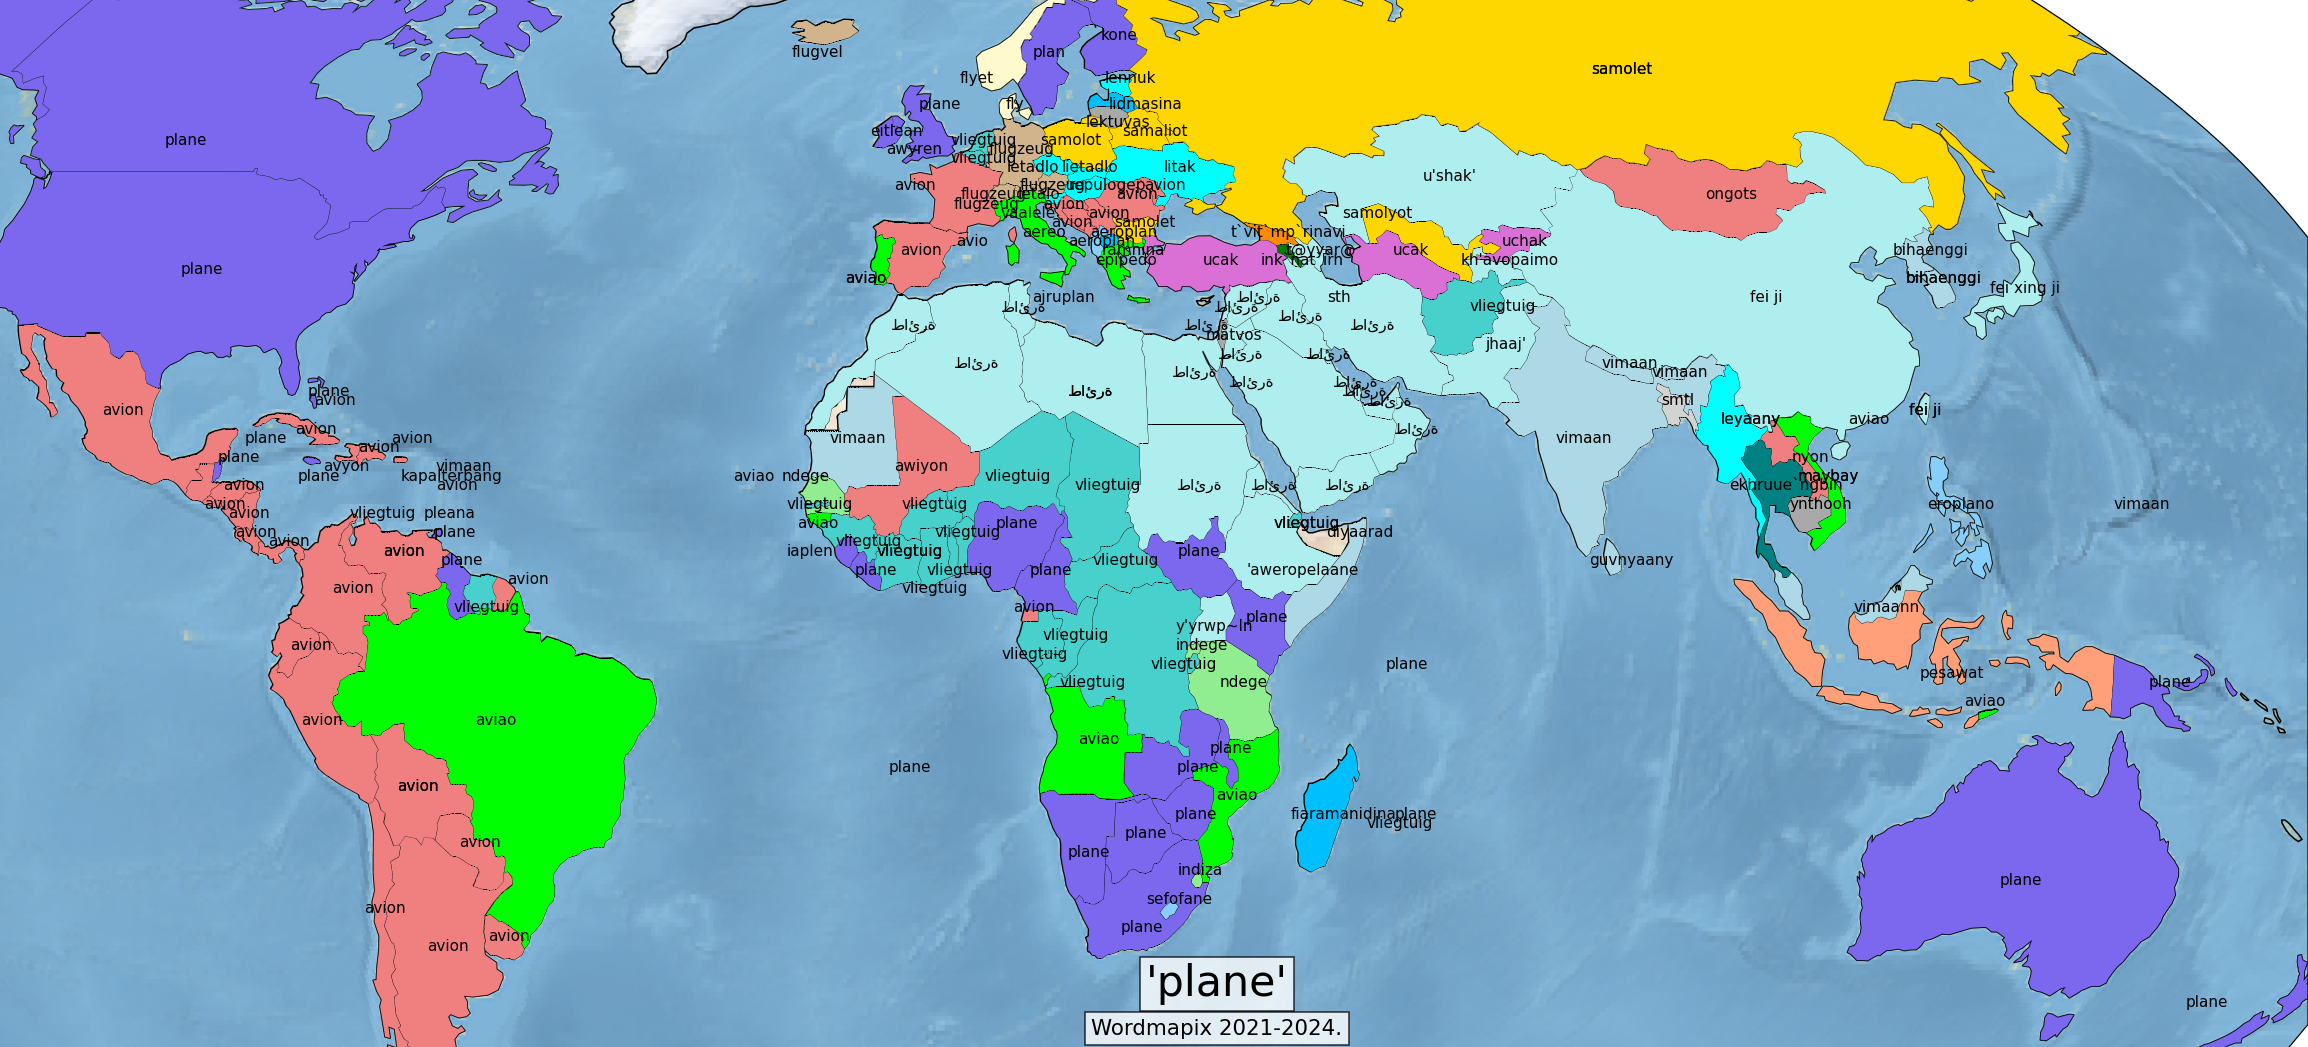 flugvel
kone
plan
flyet
lennuk
samolet
plane
fly
lidmasina
lektuvas
eitlean
samaliot
plane
vliegtuig
samolot
awyren
flugzeug
vliegtuig
letadlo
lietadlo
litak
u'shak'
avion
flugzeug
repulogep
avion
flugzeug
letalo
avion
ongots
flugzeug
avion
vaalele
avion
samolyot
avion
samolet
aereo
aeroplan
t`vit`mp`rinavi
avio
aeroplan
uchak
avion
ucak
bihaenggi
epipedo
ucak
ink`nat`irh
kh
avopaimo
plane
aviao
bihaenggi
fei xing ji
ajruplan
طائرة
sth
fei ji
طائرة
طائرة
vliegtuig
طائرة
طائرة
طائرة
طائرة
matvos
jhaaj'
طائرة
طائرة
طائرة
vimaan
طائرة
vimaan
طائرة
طائرة
plane
طائرة
طائرة
avion
smtl
طائرة
avion
fei ji
leyaany
aviao
avion
plane
avion
vimaan
طائرة
vimaan
avion
plane
nyon
avyon
vimaan
awiyon
plane
kapalterbang
aviao
ndege
vliegtuig
maybay
avion
avion
vliegtuig
طائرة
طائرة
طائرة
ekhruue`ngbin
avion
vliegtuig
vliegtuig
ynthooh
eroplano
vimaan
avion
vliegtuig
pleana
aviao
plane
vliegtuig
avion
plane
vliegtuig
diyaarad
avion
vliegtuig
avion
iaplen
vliegtuig
plane
plane
vliegtuig
guvnyaany
plane
vliegtuig
plane
'aweropelaane
avion
avion
vliegtuig
vliegtuig
avion
vimaann
plane
y'yrwp~ln
vliegtuig
avion
indege
vliegtuig
vliegtuig
plane
pesawat
vliegtuig
ndege
plane
aviao
avion
aviao
aviao
plane
plane
plane
avion
aviao
plane
fiaramanidina
plane
vliegtuig
plane
avion
plane
indiza
plane
sefofane
avion
plane
avion
avion
'plane'
plane
Wordmapix 2021-2024.